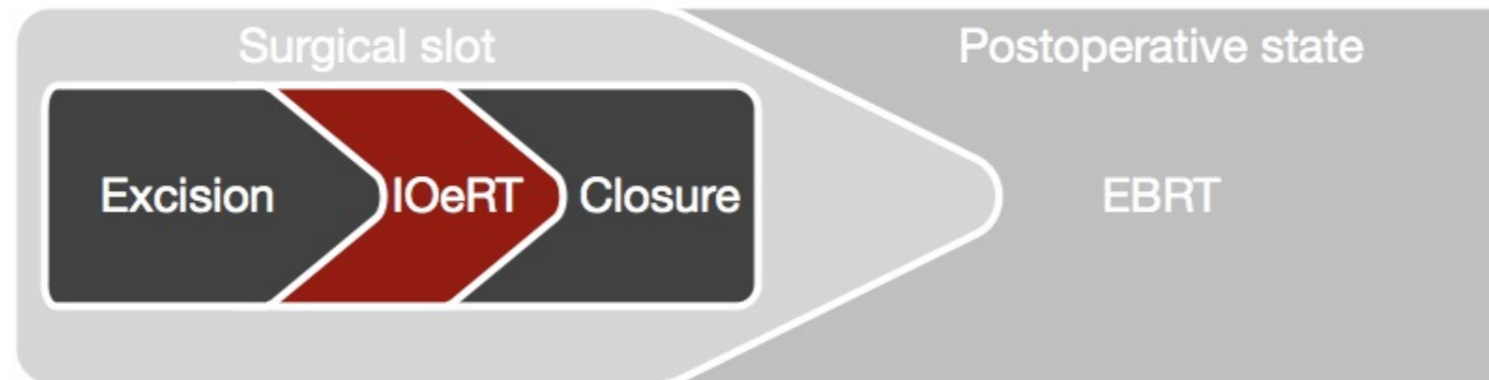 Surgical slot
Postoperative state
Excision
IOeRT
Closure
EBRT